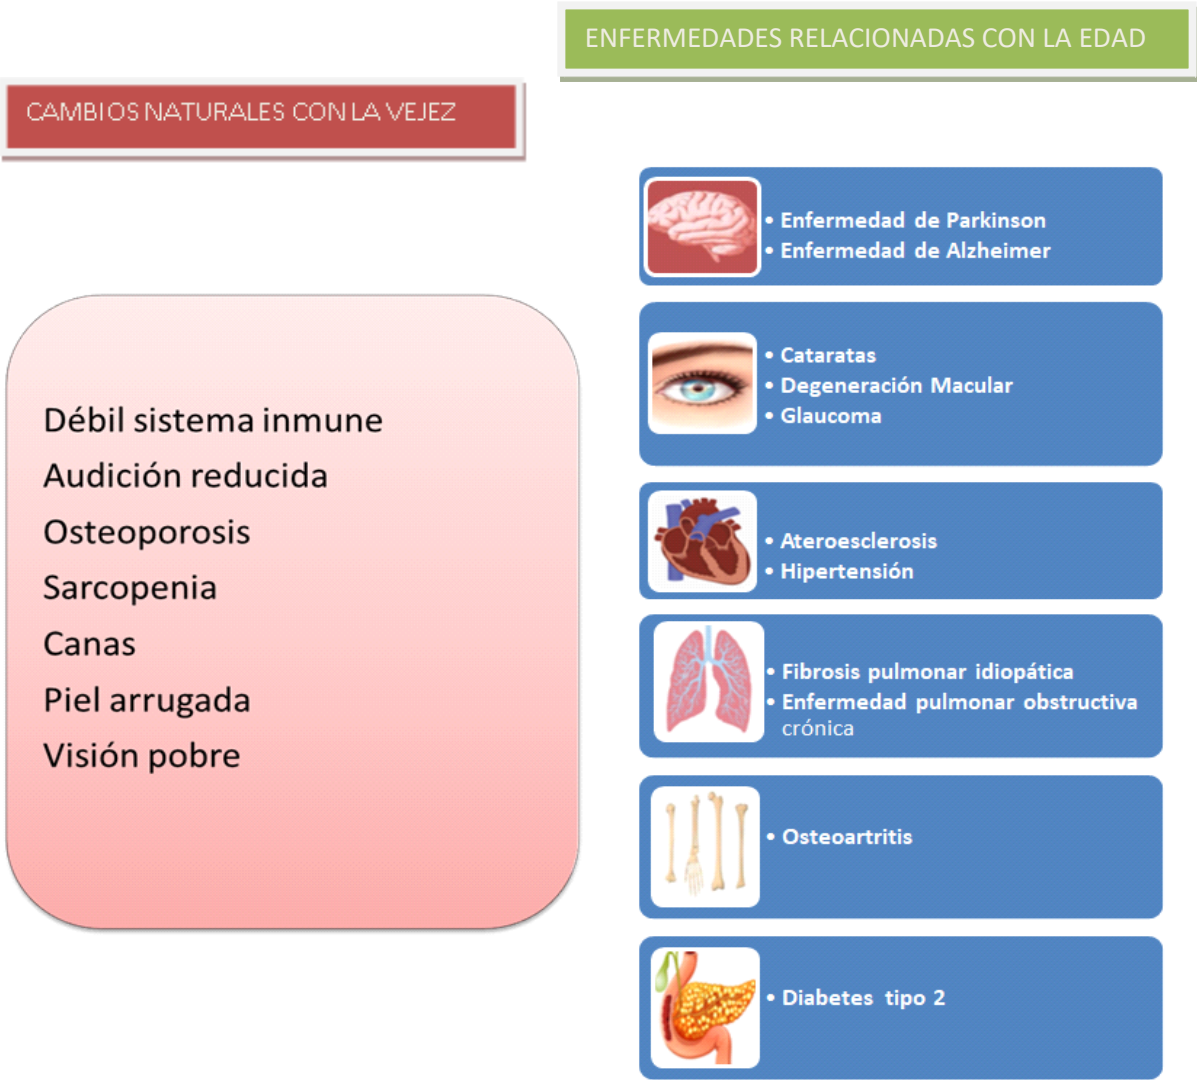 ENFERMEDADES RELACIONADAS CON LA EDAD
CAMBIOS NATURALES CON LA VEJEZ
Débil sistema inmune
Audición reducida
Osteoporosis
Sarcopenia
Canas
Piel arrugada
Visión pobre
• Enfermedad de Parkinson
• Enfermedad de Alzheimer
• Cataratas
• Degeneración Macular
• Glaucoma
• Ateroesclerosis
• Hipertensión
• Fibrosis pulmonar idiopática
• Enfermedad pulmonar obstructiva
crónica
• Osteoartritis
• Diabetes tipo 2